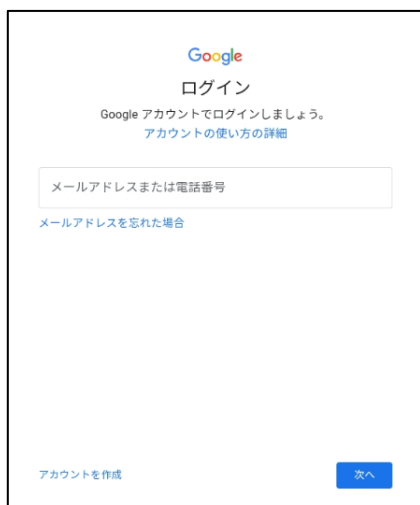 Google
ログイン
Google アカウントでログインしましょう。
アカウントの使い方の詳細
メールアドレスまたは電話番号
メールアドレスを忘れた場合
アカウントを作成
次へ